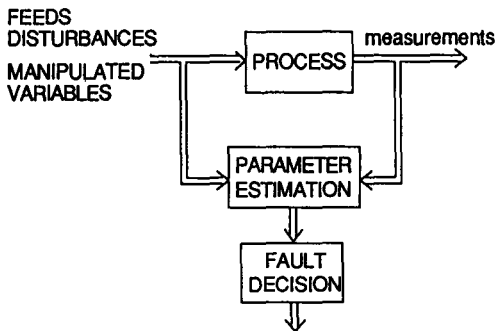 FEEDS
DISTURBANCES
MANIPULATED
VARIABLES
PROCESS
measurements
PARAMETER
ESTIMATION
FAULT
DECISION